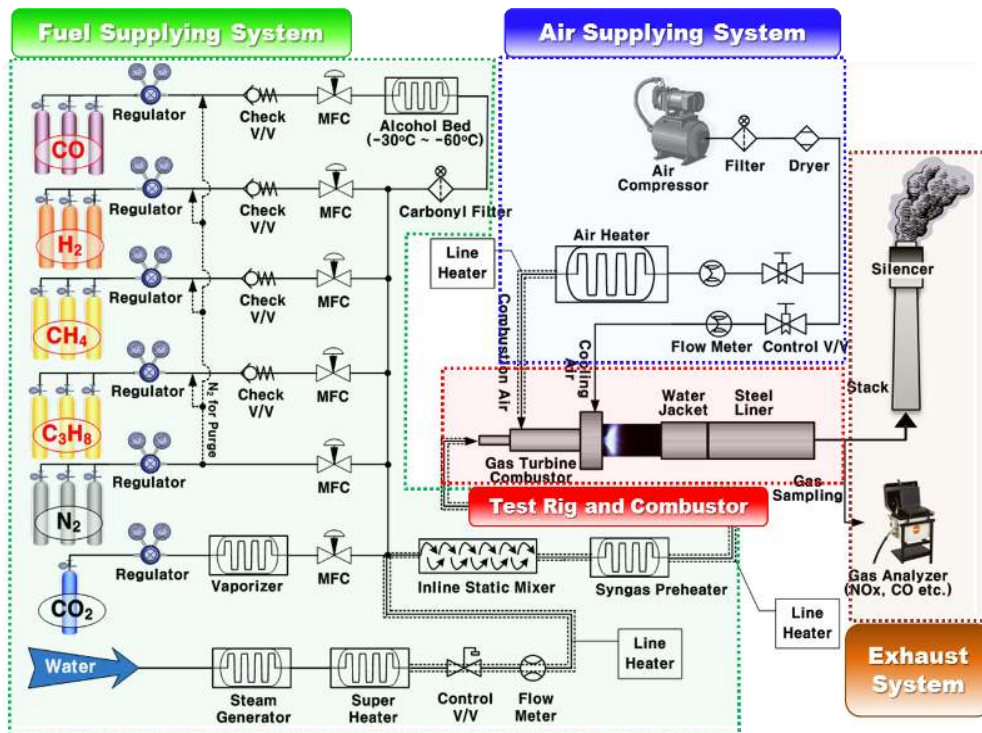 Fuel Supplying System
Air Supplying System
CO
Regulator
Check
V/V
MFC
Alcohol Bed
(−30°C ~ −60°C)
Air
Compressor
Filter
Dryer
H2
Regulator
Check
V/V
MFC
Carbonyl Filter
Line
Heater
Air Heater
Silencer
CH4
Regulator
Check
V/V
MFC
Combustion Air
Cooling
Air
Flow Meter
Control V/V
C3H8
Regulator
N2 for Purge
Check
V/V
MFC
Stack
Water
Jacket
Steel
Liner
Gas Turbine
Combustor
Gas
Sampling
N2
Regulator
MFC
Test Rig and Combustor
CO2
Regulator
Vaporizer
MFC
Inline Static Mixer
Syngas Preheater
Gas Analyzer
(NOx, CO etc.)
Line
Heater
Line
Heater
Water
Steam
Generator
Super
Heater
Control
V/V
Flow
Meter
Exhaust
System